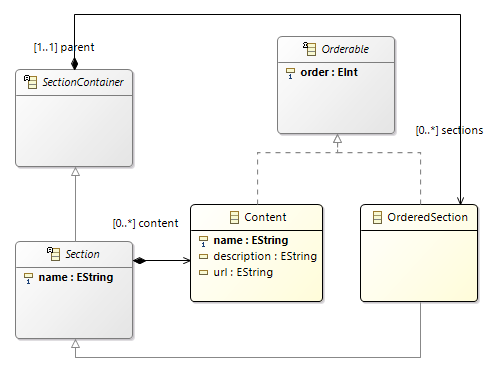 [1..1] parent
Orderable
order : EInt
SectionContainer
[0..*] sections
[0..*] content
Content
name : EString
description : EString
url : EString
OrderedSection
Section
name : EString